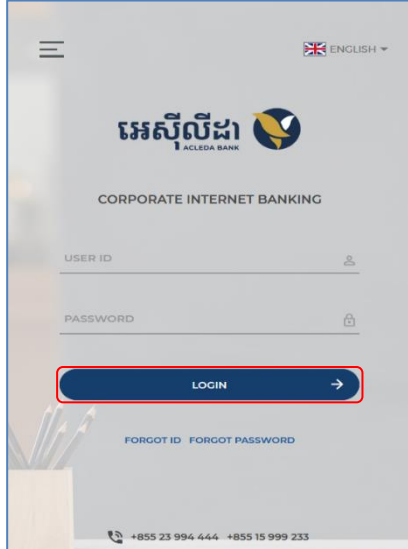 ENGLISH
អេស៊ីលីដា
ACLEDA BANK
CORPORATE INTERNET BANKING
USER ID
PASSWORD
LOGIN
FORGOT ID FORGOT PASSWORD
+855 23 994 444 +855 15 999 233